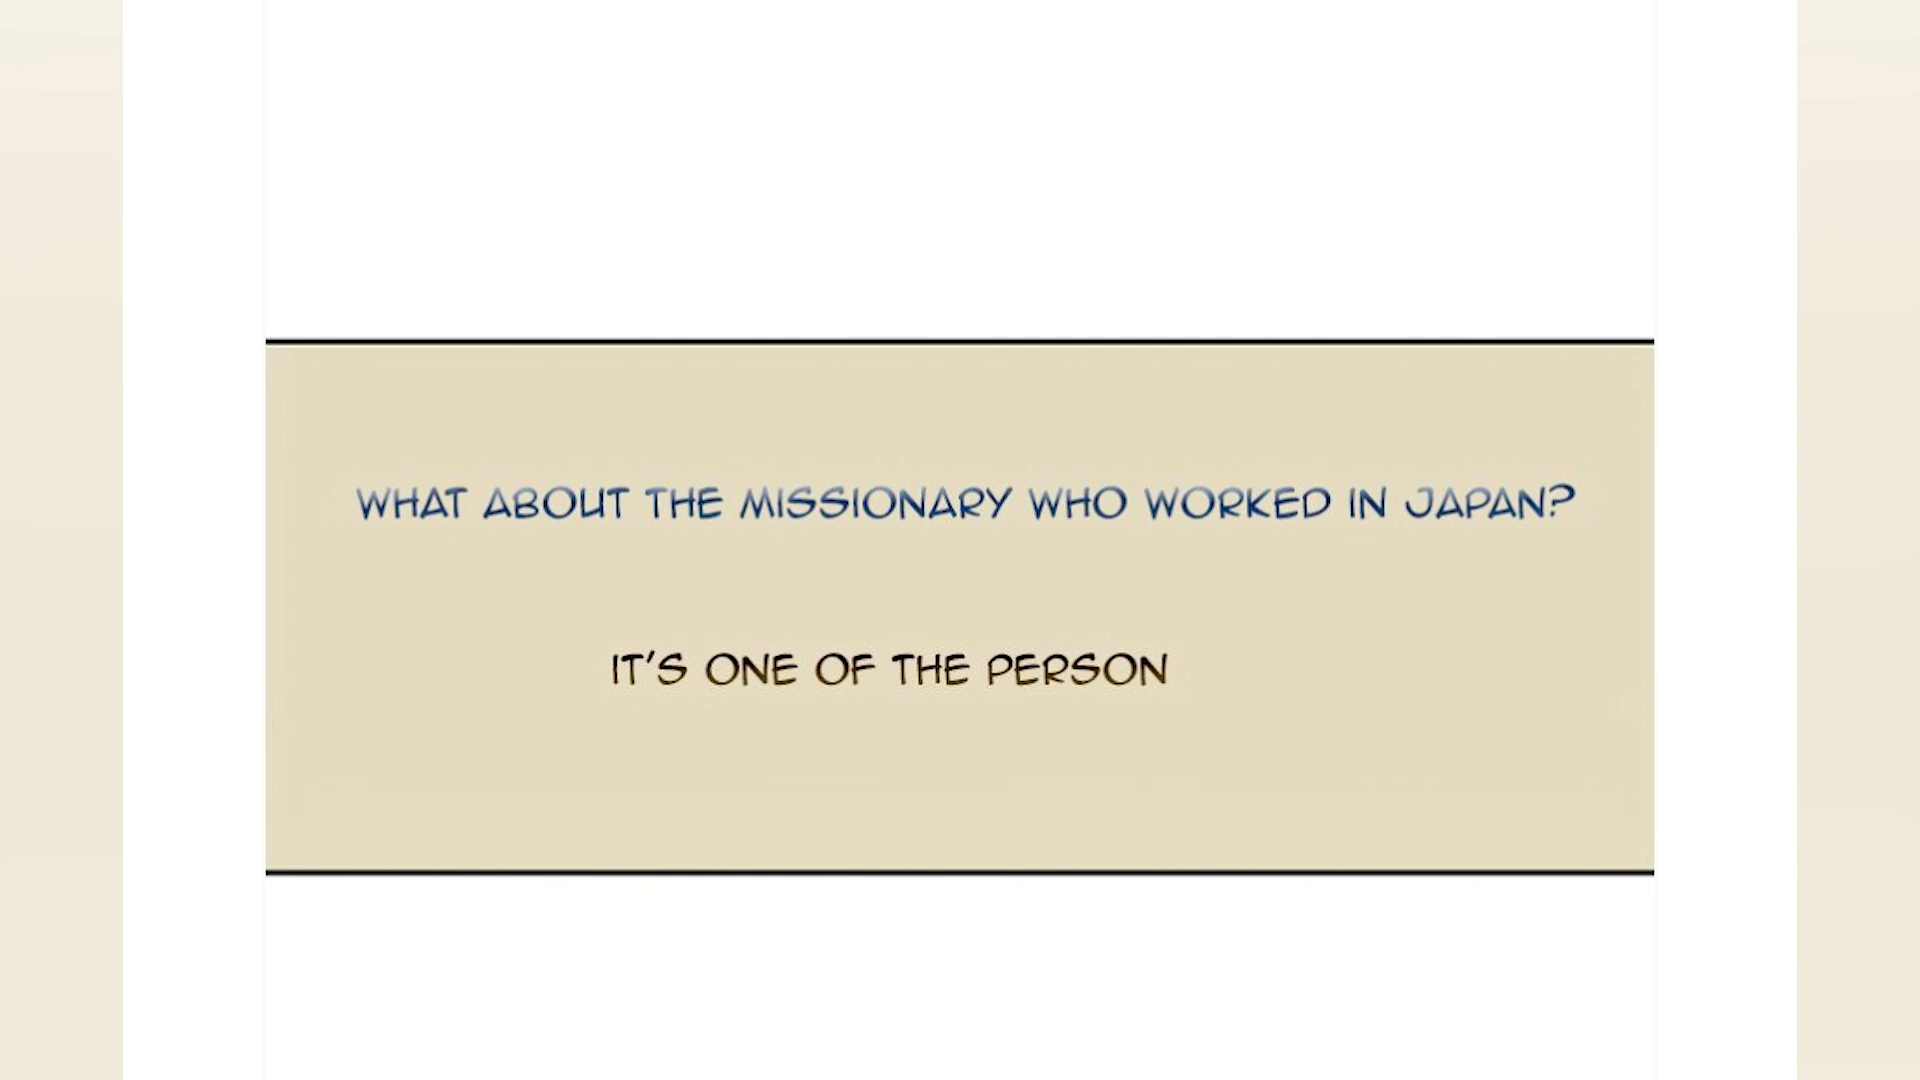 WHAT ABOUT THE MISSIONARY WHO WORKED IN JAPAN?
IT'S ONE OF THE PERSON